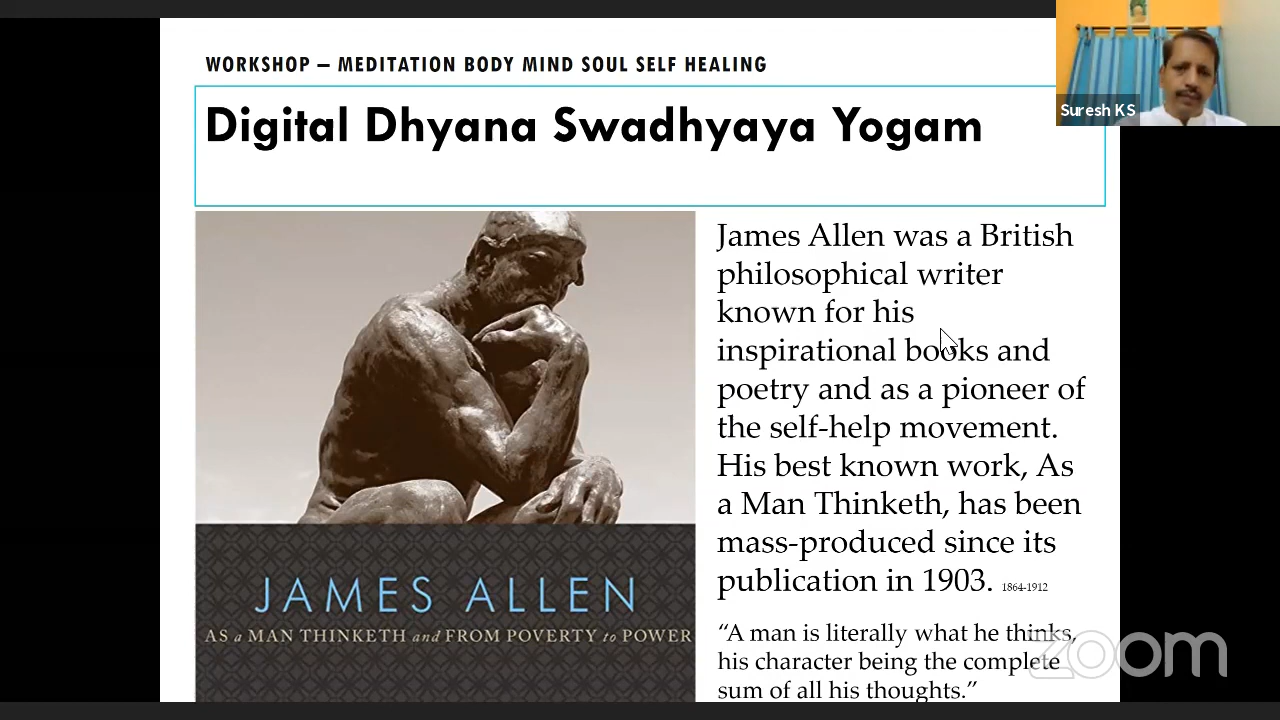 WORKSHOP – MEDITATION BODY MIND SOUL SELF HEALING
Digital Dhyana Swadhyaya Yogam
Suresh K S
James Allen was a British
philosophical writer
known for his
inspirational books and
poetry and as a pioneer of
the self-help movement.
His best known work, As
a Man Thinketh, has been
mass-produced since its
publication in 1903. 1864-1912
“A man is literally what he thinks,
his character being the complete
sum of all his thoughts.”
JAMES ALLEN
AS a MAN THINKETH and FROM POVERTY to POWER
zoom